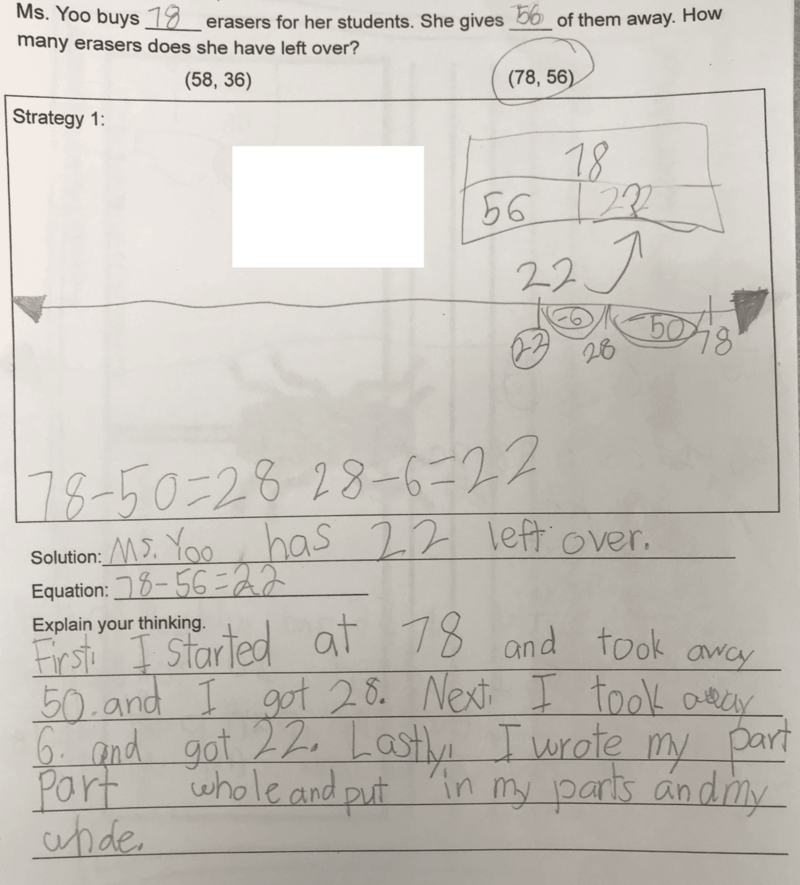 Ms. Yoo buys 78 erasers for her students. She gives 56 of them away. How
many erasers does she have left over?
(58, 36) (78, 56)
Strategy 1:
78
56 22
22
-6 -50
22 28 78
78-50=28 28-6=22
Solution: Ms. Yoo has 22 left over.
Equation: 78-56=22
Explain your thinking.
First, I started at 78 and took away
50. and I got 28. Next, I took away
6. and got 22. Lastly, I wrote my part
part whole and put in my parts and my
whole.